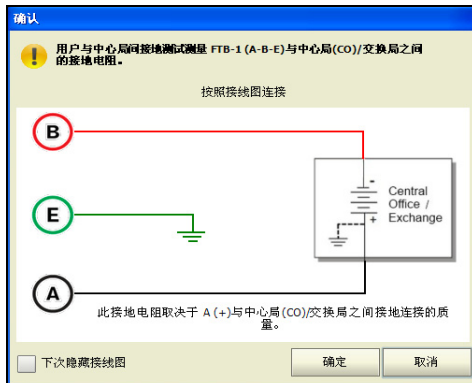 确认
用户与中心局间接地测试测量 FTB-1 (A-B-E)与中心局(CO)/交换局之间
的接地电阻。
按照接线图连接
B
-
Central
Office /
Exchange
+
E
A
此接地电阻取决于 A (+)与中心局(CO)/交换局之间接地连接的质
量。
下次隐藏接线图
确定
取消